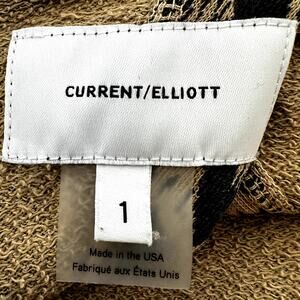 CURRENT/ELLIOTT
1
Made in the USA
Fabriqué aux États Unis